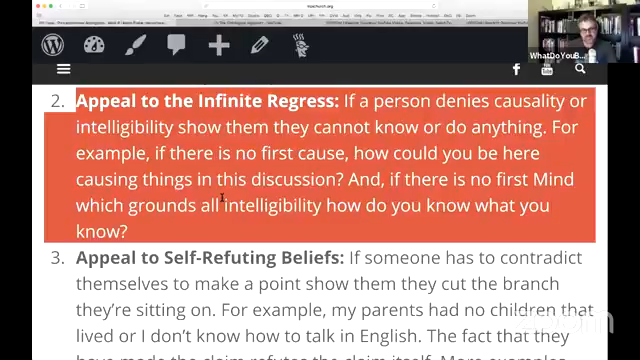 WhatDoYouB...
2. Appeal to the Infinite Regress: If a person denies causality or
intelligibility show them they cannot know or do anything. For
example, if there is no first cause, how could you be here
causing things in this discussion? And, if there is no first Mind
which grounds all intelligibility how do you know what you
know?
3. Appeal to Self-Refuting Beliefs: If someone has to contradict
themselves to make a point show them they cut the branch
they're sitting on. For example, my parents had no children that
lived or I don't know how to talk in English. The fact that they
have made the claim refutes the claim itself. More examples
zoom